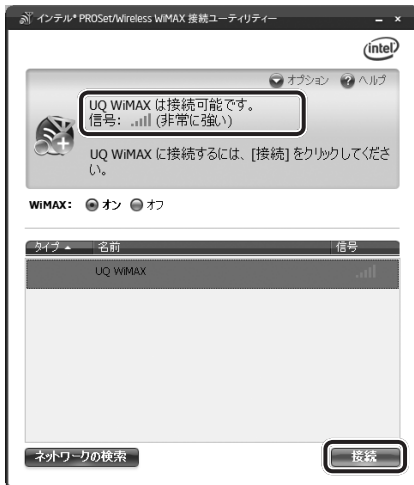 インテル® PROSet/Wireless WiMAX 接続ユーティリティー
intel
オプション ヘルプ
UQ WiMAX は接続可能です。
信号： (非常に強い)
UQ WiMAX に接続するには、[接続] をクリックしてくださ
い。
WiMAX： オン オフ
タイプ 名前 信号
UQ WiMAX
ネットワークの検索 接続